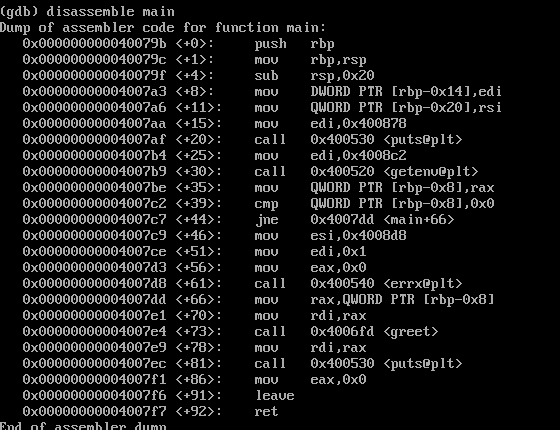 (gdb) disassemble main
Dump of assembler code for function main:
   0x000000000040079b <+0>:     push   rbp
   0x000000000040079c <+1>:     mov    rbp,rsp
   0x000000000040079f <+4>:     sub    rsp,0x20
   0x00000000004007a3 <+8>:     mov    DWORD PTR [rbp-0x14],edi
   0x00000000004007a6 <+11>:    mov    QWORD PTR [rbp-0x20],rsi
   0x00000000004007aa <+15>:    mov    edi,0x400878
   0x00000000004007af <+20>:    call   0x400530 <puts@plt>
   0x00000000004007b4 <+25>:    mov    edi,0x4008c2
   0x00000000004007b9 <+30>:    call   0x400520 <getenv@plt>
   0x00000000004007be <+35>:    mov    QWORD PTR [rbp-0x8],rax
   0x00000000004007c2 <+39>:    cmp    QWORD PTR [rbp-0x8],0x0
   0x00000000004007c7 <+44>:    jne    0x4007dd <main+66>
   0x00000000004007c9 <+46>:    mov    esi,0x4008d8
   0x00000000004007ce <+51>:    mov    edi,0x1
   0x00000000004007d3 <+56>:    mov    eax,0x0
   0x00000000004007d8 <+61>:    call   0x400540 <errx@plt>
   0x00000000004007dd <+66>:    mov    rax,QWORD PTR [rbp-0x8]
   0x00000000004007e1 <+70>:    mov    rdi,rax
   0x00000000004007e4 <+73>:    call   0x4006fd <greet>
   0x00000000004007e9 <+78>:    mov    rdi,rax
   0x00000000004007ec <+81>:    call   0x400530 <puts@plt>
   0x00000000004007f1 <+86>:    mov    eax,0x0
   0x00000000004007f6 <+91>:    leave
   0x00000000004007f7 <+92>:    ret
End of assembler dump